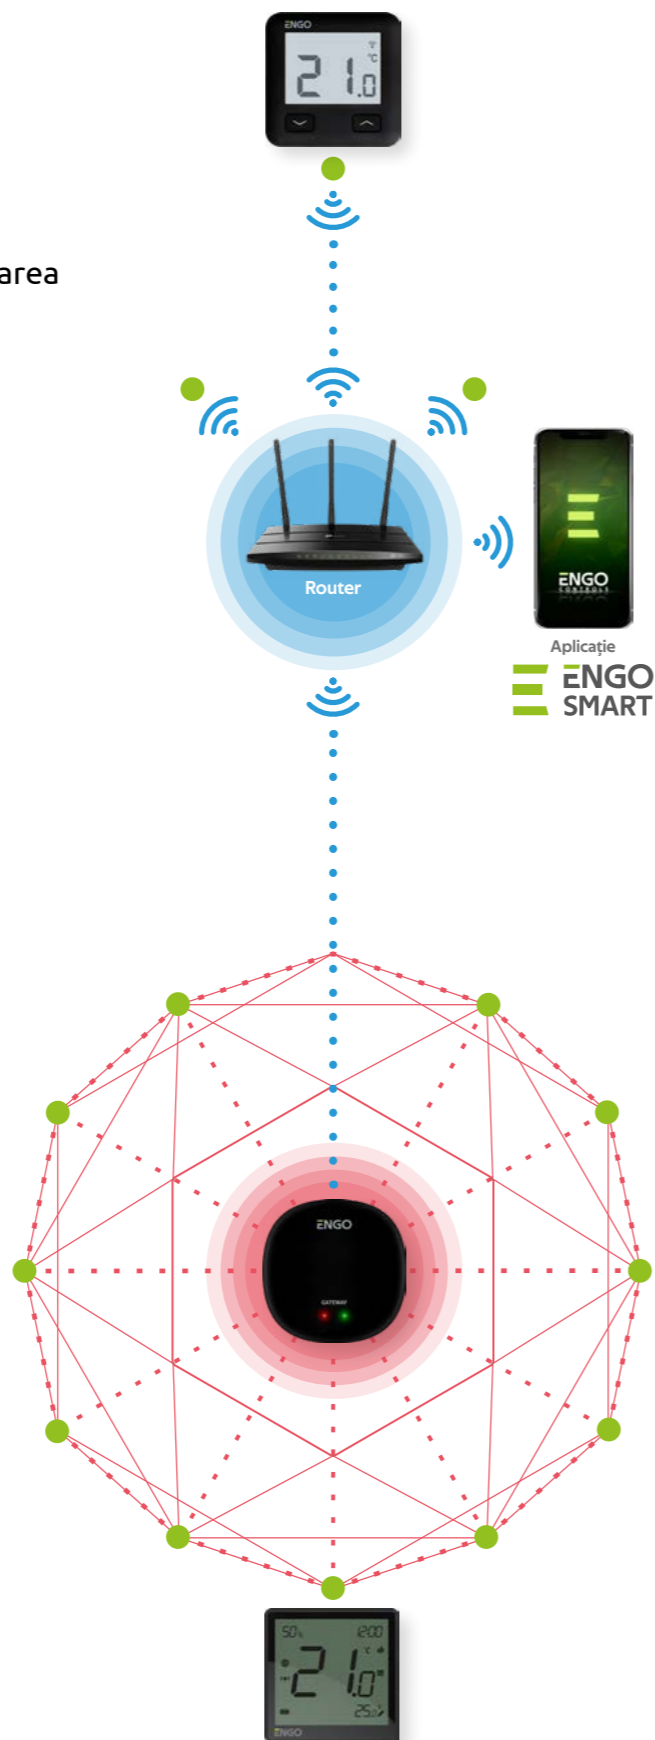 ENGO
°C
21.0
area
Router
ENGO
CONTROLS
Aplicație
ENGO
SMART
ENGO
GATEWAY
50%
12:00
°C
21.0
25.0
ENGO